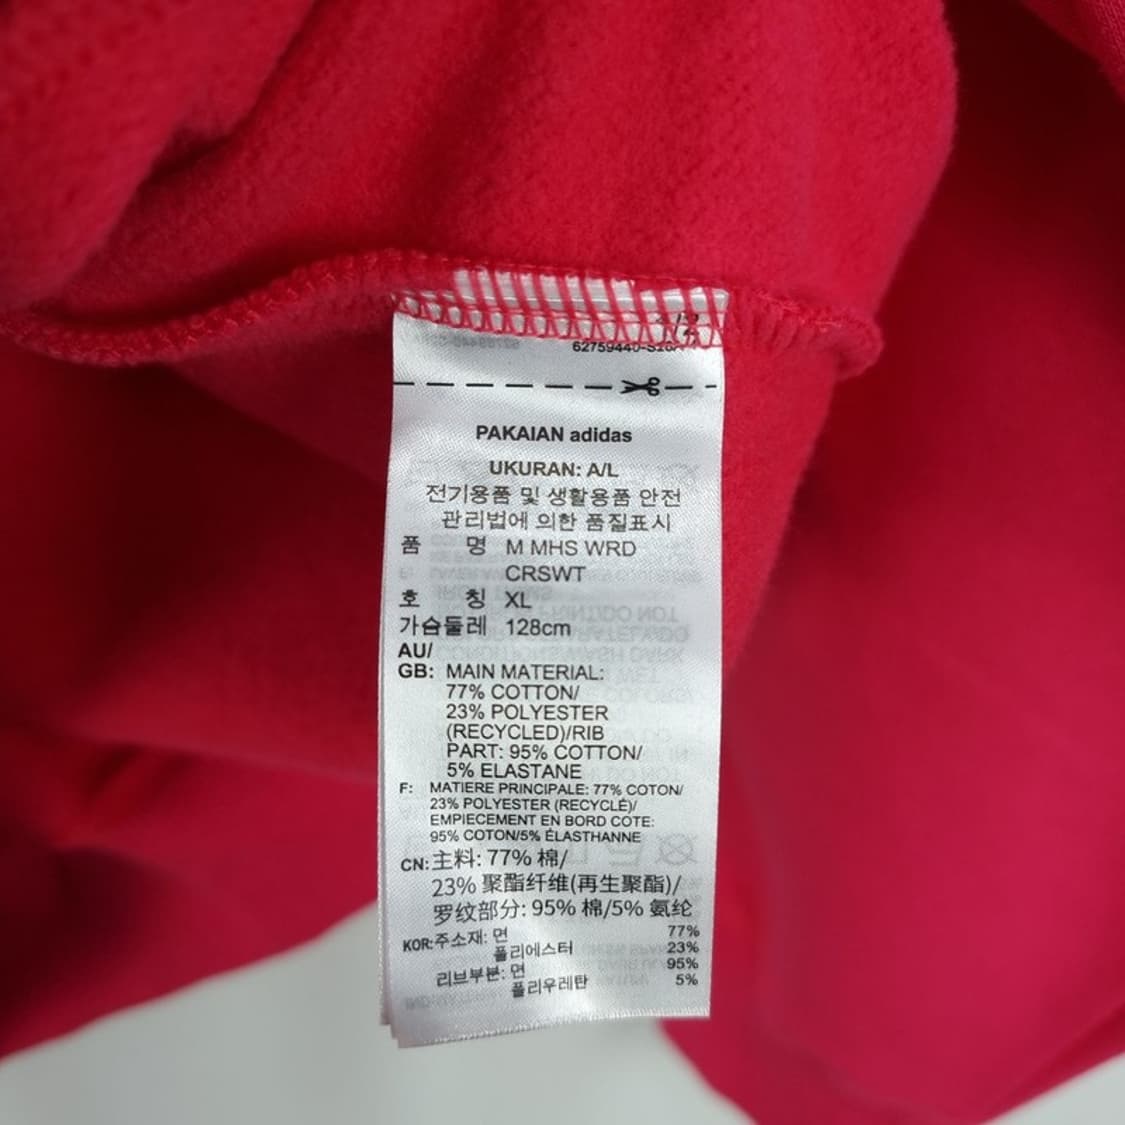 PAKAIAN adidas
UKURAN: A/L
전기용품 및 생활용품 안전
관리법에 의한 품질표시
품 명 M MHS WRD
CRSWT
호 칭 XL
가슴둘레 128cm
AU/
GB: MAIN MATERIAL:
77% COTTON/
23% POLYESTER
(RECYCLED)/RIB
PART: 95% COTTON/
5% ELASTANE
F: MATIERE PRINCIPALE: 77% COTON/
23% POLYESTER (RECYCLÉ)/
EMPIECEMENT EN BORD COTE:
95% COTON/5% ÉLASTHANNE
CN: 主料: 77% 棉/
23% 聚酯纤维(再生聚酯)/
罗纹部分: 95% 棉/5% 氨纶
KOR: 주소재: 면 77%
폴리에스터 23%
리브부분: 면 95%
폴리우레탄 5%